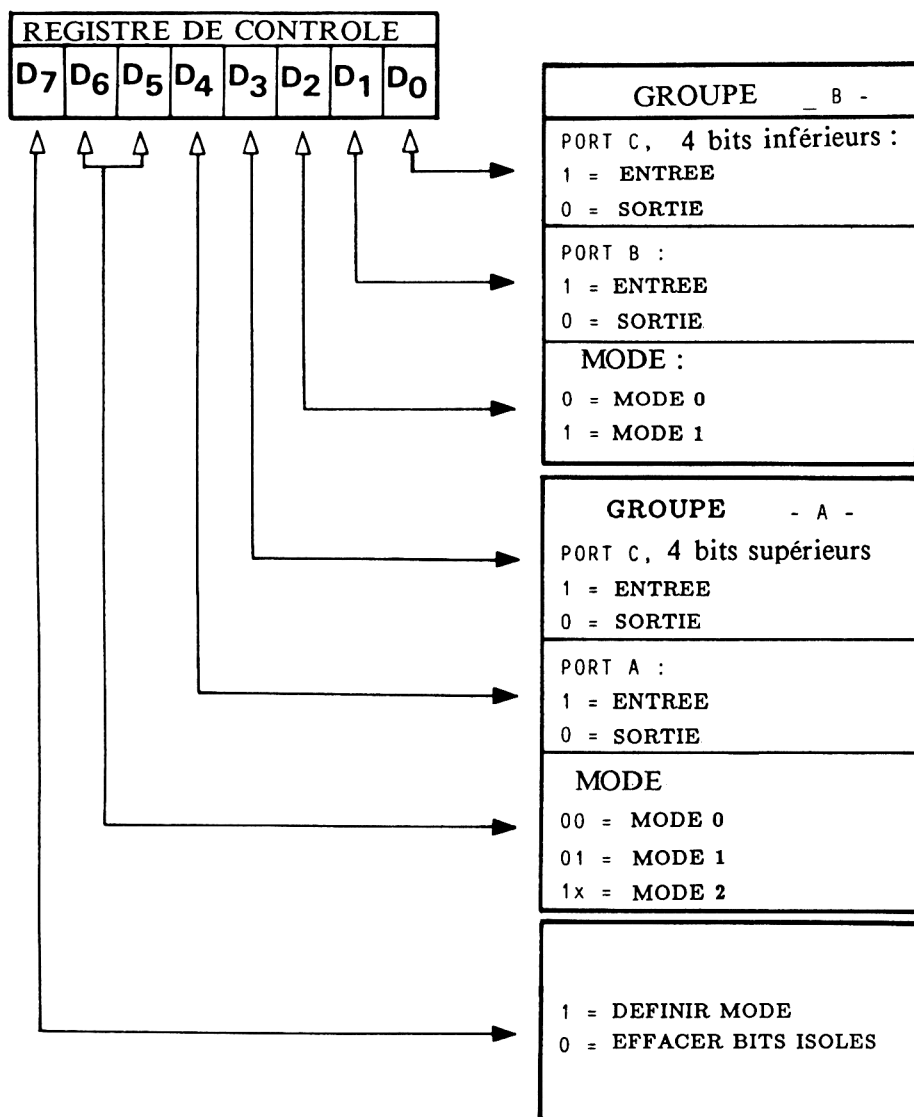 REGISTRE DE CONTROLE
D7 D6 D5 D4 D3 D2 D1 D0
GROUPE _ B -
PORT C, 4 bits inférieurs :
1 = ENTREE
0 = SORTIE
PORT B :
1 = ENTREE
0 = SORTIE
MODE :
0 = MODE 0
1 = MODE 1
GROUPE - A -
PORT C, 4 bits supérieurs
1 = ENTREE
0 = SORTIE
PORT A :
1 = ENTREE
0 = SORTIE
MODE
00 = MODE 0
01 = MODE 1
1x = MODE 2
1 = DEFINIR MODE
0 = EFFACER BITS ISOLES